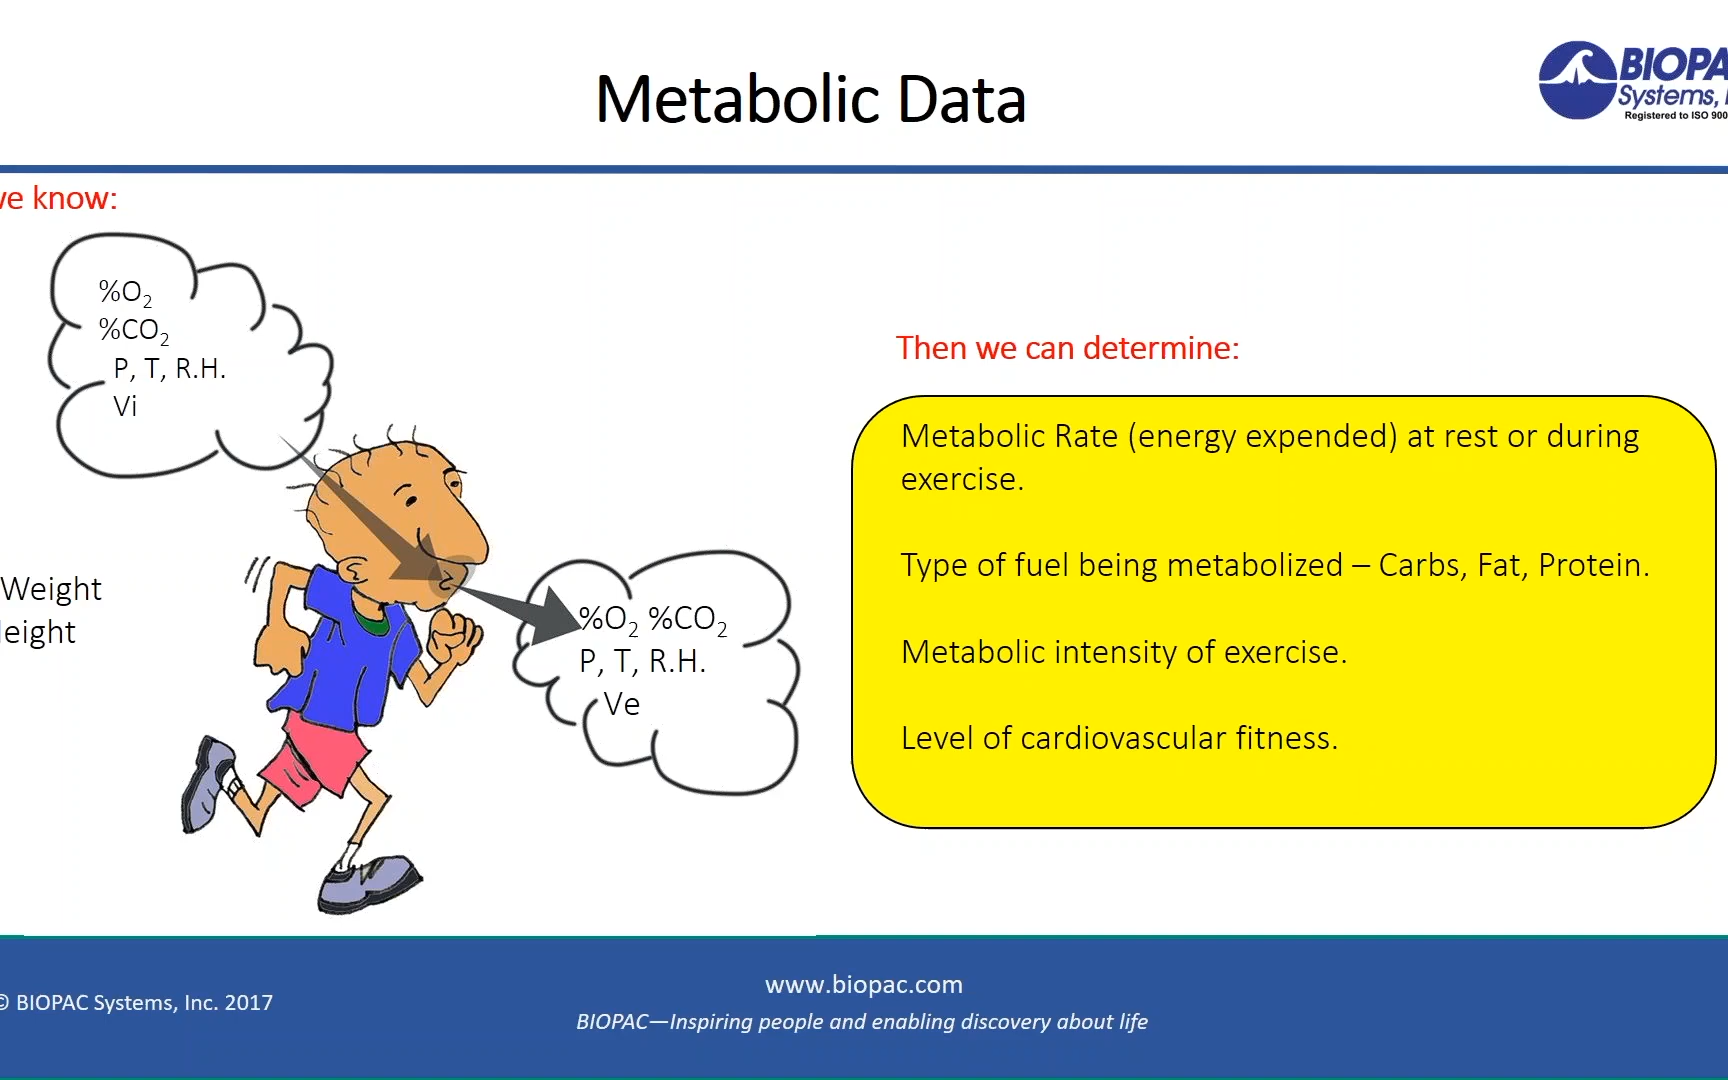 Metabolic Data
BIOPA
Systems, I
Registered to ISO 900
we know:
%O₂
%CO₂
P, T, R.H.
Vi
Then we can determine:
Metabolic Rate (energy expended) at rest or during
exercise.
Type of fuel being metabolized – Carbs, Fat, Protein.
Metabolic intensity of exercise.
Level of cardiovascular fitness.
Weight
Height
%O₂ %CO₂
P, T, R.H.
Ve
© BIOPAC Systems, Inc. 2017
www.biopac.com
BIOPAC—Inspiring people and enabling discovery about life